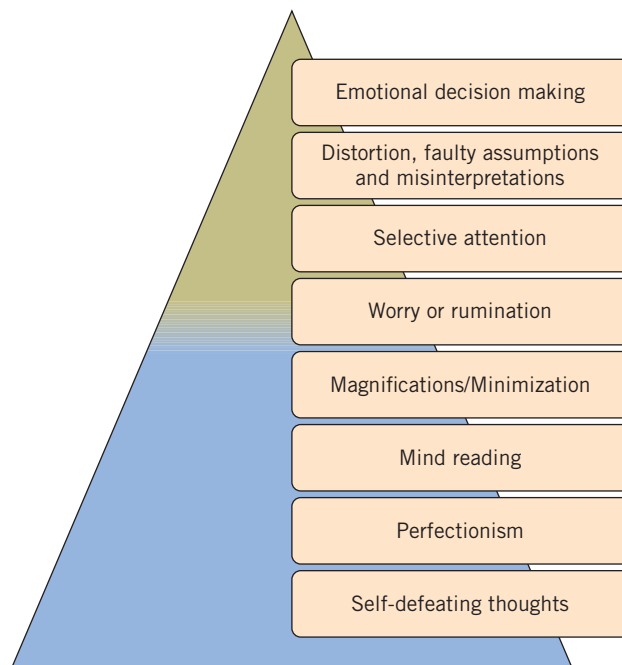 Emotional decision making
Distortion, faulty assumptions
and misinterpretations
Selective attention
Worry or rumination
Magnifications/Minimization
Mind reading
Perfectionism
Self-defeating thoughts